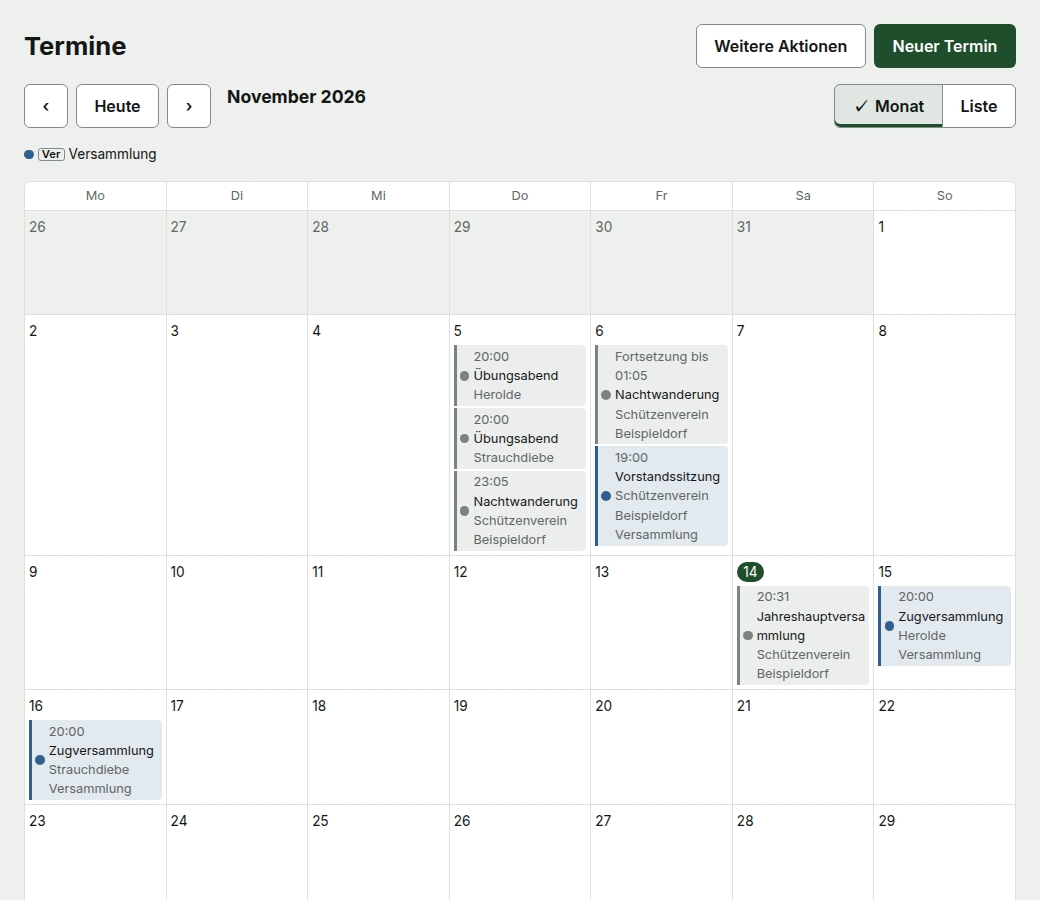 Termine
Weitere Aktionen
Neuer Termin
‹
Heute
›
November 2026
✓ Monat
Liste
Ver Versammlung
Mo Di Mi Do Fr Sa So
26 27 28 29 30 31 1
2 3 4 5 6 7 8
20:00
Übungsabend
Herolde
20:00
Übungsabend
Strauchdiebe
23:05
Nachtwanderung
Schützenverein
Beispieldorf
Fortsetzung bis
01:05
Nachtwanderung
Schützenverein
Beispieldorf
19:00
Vorstandssitzung
Schützenverein
Beispieldorf
Versammlung
9 10 11 12 13 14 15
20:31
Jahreshauptversa
mmlung
Schützenverein
Beispieldorf
20:00
Zugversammlung
Herolde
Versammlung
16 17 18 19 20 21 22
20:00
Zugversammlung
Strauchdiebe
Versammlung
23 24 25 26 27 28 29